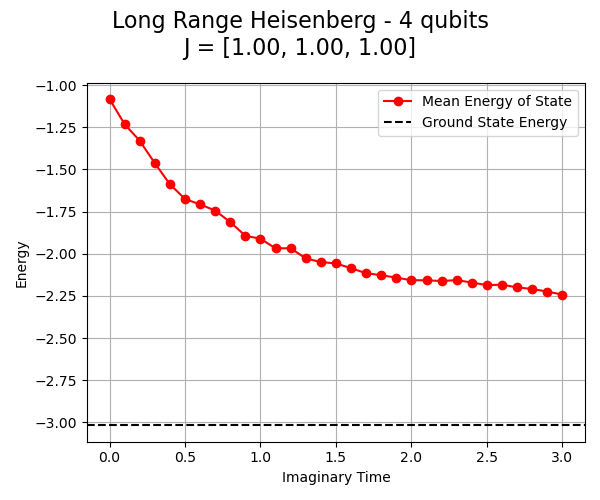 Long Range Heisenberg - 4 qubits
J = [1.00, 1.00, 1.00]
Mean Energy of State
Ground State Energy
Energy
−1.00
−1.25
−1.50
−1.75
−2.00
−2.25
−2.50
−2.75
−3.00
0.0 0.5 1.0 1.5 2.0 2.5 3.0
Imaginary Time